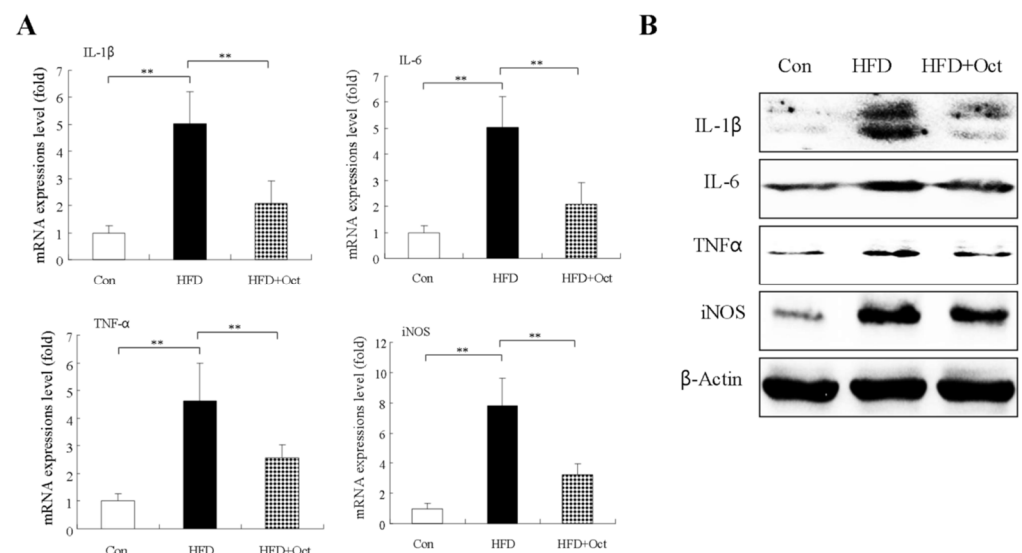 A
IL-1β
**
**
mRNA expressions level (fold)
7
6
5
4
3
2
1
0
Con HFD HFD+Oct
IL-6
**
**
mRNA expressions level (fold)
7
6
5
4
3
2
1
0
Con HFD HFD+Oct
TNF-α
**
**
mRNA expressions level (fold)
7
6
5
4
3
2
1
0
Con HFD HFD+Oct
iNOS
**
**
mRNA expressions level (fold)
12
10
8
6
4
2
0
Con HFD HFD+Oct
B
Con HFD HFD+Oct
IL-1β
IL-6
TNFα
iNOS
β-Actin